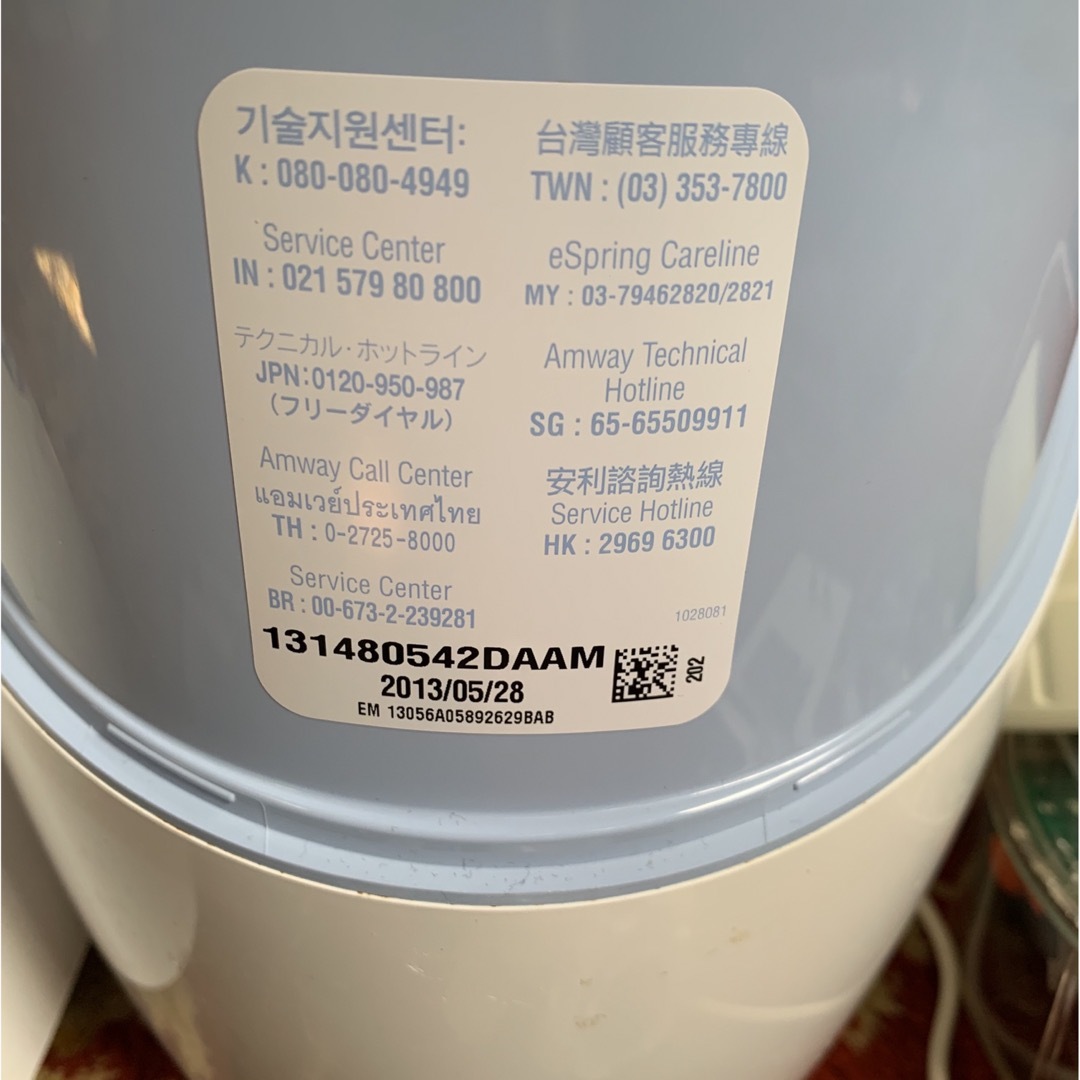 기술지원센터:
K : 080-080-4949
Service Center
IN : 021 579 80 800
テクニカル・ホットライン
JPN:0120-950-987
(フリーダイヤル)
Amway Call Center
แอมเวย์ประเทศไทย
TH : 0-2725-8000
Service Center
BR : 00-673-2-239281
台灣顧客服務專線
TWN : (03) 353-7800
eSpring Careline
MY : 03-79462820/2821
Amway Technical
Hotline
SG : 65-65509911
安利諮詢熱線
Service Hotline
HK : 2969 6300
1028081
131480542DAAM
2013/05/28
EM 13056A05892629BAB
202